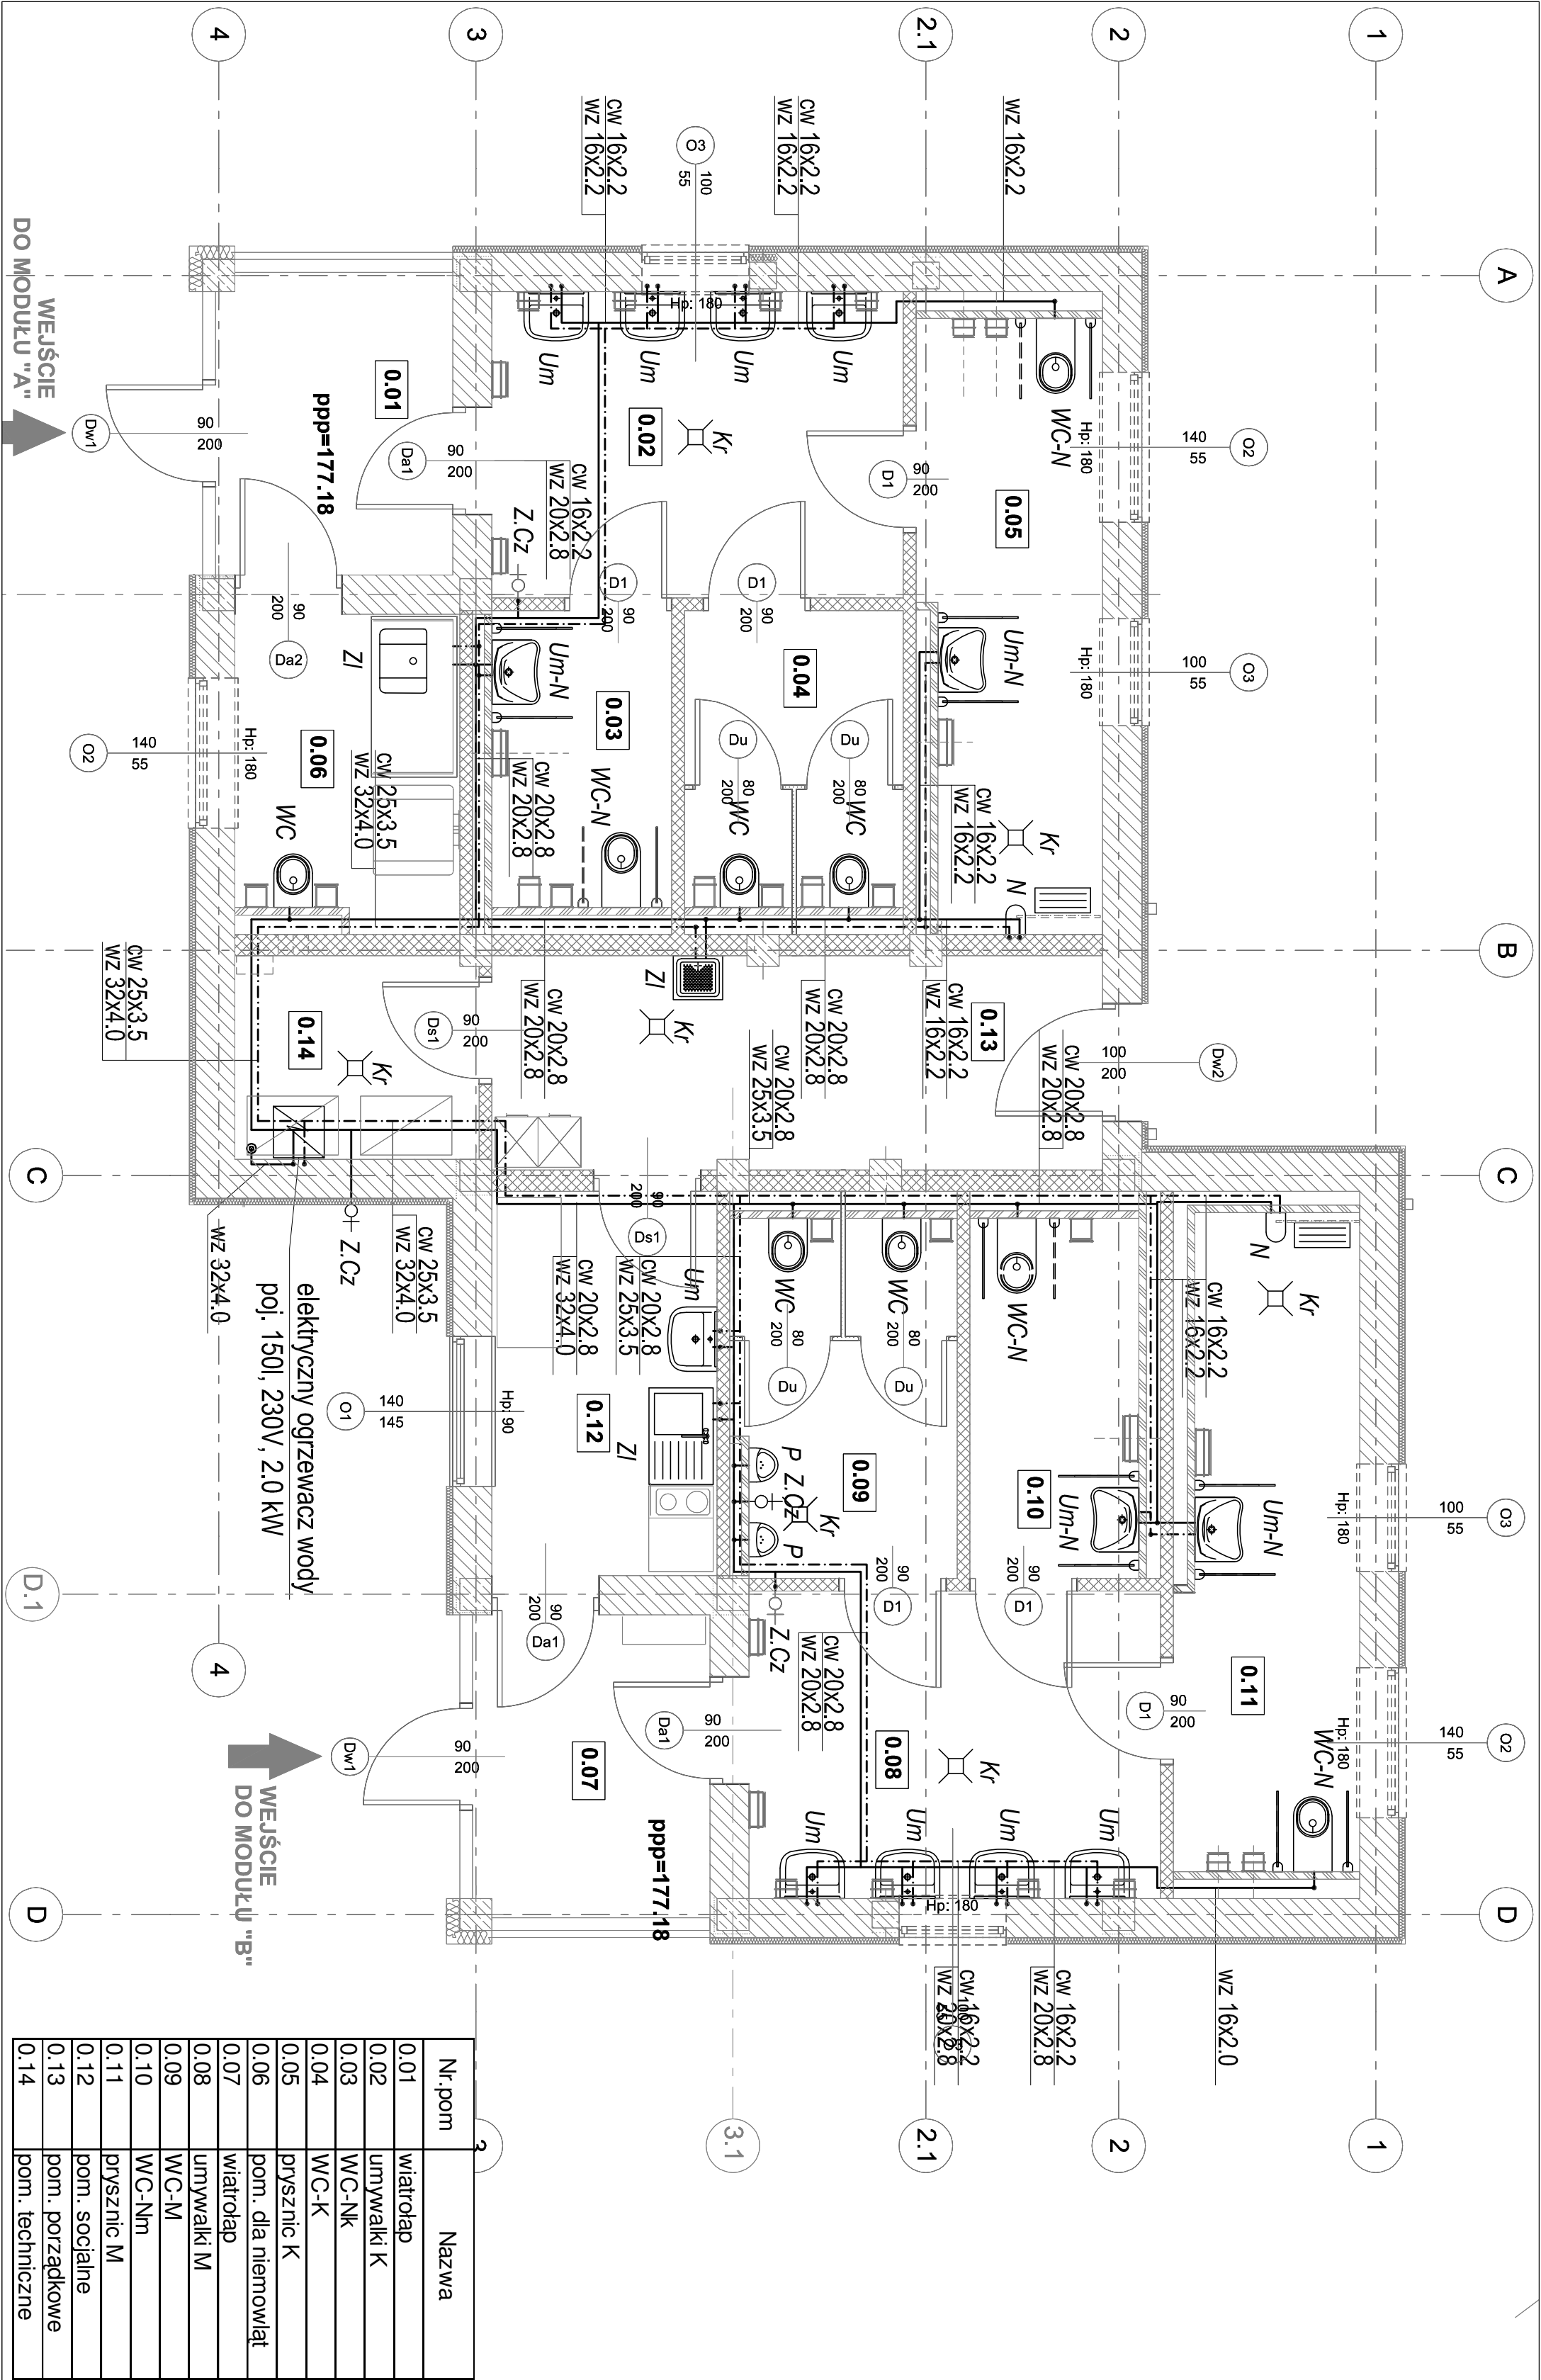 4
3
2.1
2
1
A
B
C
D
C
D.1
4
D
3
3.1
2.1
2
1
cw 16x2.2
wz 16x2.2
O3
100
55
cw 16x2.2
wz 16x2.2
wz 16x2.2
WEJŚCIE
DO MODUŁU "A"
Dw1
90
200
0.01
ppp=177.18
Da1
90
200
Um
Um
Um
Um
Hp: 180
0.02
Kr
cw 16x2.2
wz 20x2.8
Z.Cz
D1
90
200
WC-N
Hp: 180
140
55
O2
0.05
Um-N
Hp: 180
100
55
O3
cw 16x2.2
wz 16x2.2
Kr
N
D1
90
200
D1
90
200
0.04
Du
80
200
WC
Du
80
200
WC
Um-N
0.03
WC-N
cw 20x2.8
wz 20x2.8
90
200
Da2
Zl
0.06
Hp: 180
O2
140
55
cw 25x3.5
wz 32x4.0
WC
cw 25x3.5
wz 32x4.0
0.14
Kr
Ds1
90
200
cw 20x2.8
wz 20x2.8
Zl
Kr
cw 20x2.8
wz 20x2.8
cw 20x2.8
wz 25x3.5
cw 16x2.2
wz 16x2.2
0.13
cw 20x2.8
wz 20x2.8
100
200
Dw2
wz 32x4.0
Z.Cz
cw 25x3.5
wz 32x4.0
elektryczny ogrzewacz wody
poj. 150l, 230V, 2.0 kW
90
200
Ds1
cw 20x2.8
wz 32x4.0
cw 20x2.8
wz 25x3.5
Um
O1
140
145
Hp: 90
0.12
Zl
WC
80
200
Du
WC
80
200
Du
WC-N
N
Kr
cw 16x2.2
wz 16x2.2
P
Z.Cz
Kr
P
0.09
0.10
Um-N
Um-N
Hp: 180
100
55
O3
90
200
D1
90
200
D1
90
200
Da1
Z.Cz
cw 20x2.8
wz 20x2.8
Da1
90
200
Dw1
90
200
0.07
WEJŚCIE
DO MODUŁU "B"
ppp=177.18
0.08
Kr
0.11
D1
90
200
Hp: 180
WC-N
140
55
O2
Um
Um
Um
Um
Hp: 180
cw 16x2.2
wz 20x2.8
cw 16x2.2
wz 20x2.8
wz 16x2.0
Nr.pom Nazwa
0.01 wiatrołap
0.02 umywalki K
0.03 WC-Nk
0.04 WC-K
0.05 prysznic K
0.06 pom. dla niemowląt
0.07 wiatrołap
0.08 umywalki M
0.09 WC-M
0.10 WC-Nm
0.11 prysznic M
0.12 pom. socjalne
0.13 pom. porządkowe
0.14 pom. techniczne